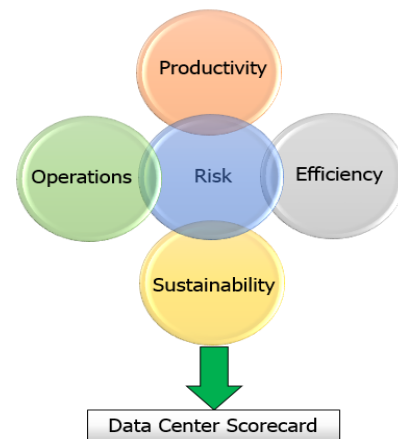 Productivity
Operations
Risk
Efficiency
Sustainability
Data Center Scorecard